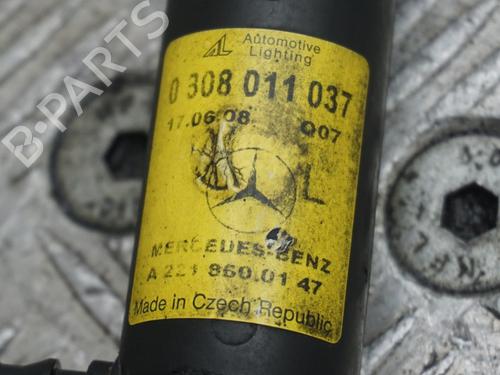 B-PARTS
AL Automotive
Lighting
0 308 011 037
17.06.08 007
L
MERCEDES-BENZ
A 221 860 01 47
Made in Czech Republic